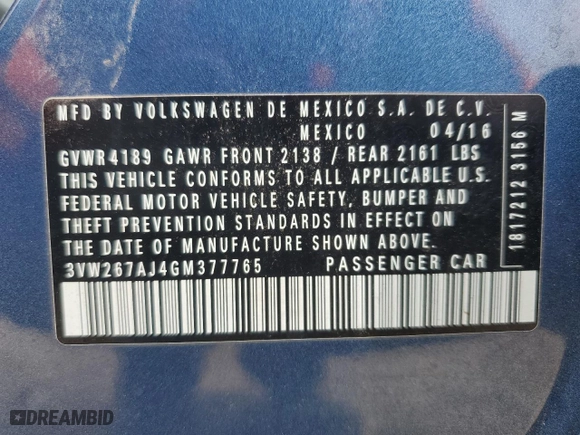 MFD BY VOLKSWAGEN DE MEXICO S.A. DE C.V.
MEXICO 04/16
GVWR4189 GAWR FRONT 2138 / REAR 2161 LBS
THIS VEHICLE CONFORMS TO ALL APPLICABLE U.S.
FEDERAL MOTOR VEHICLE SAFETY, BUMPER AND
THEFT PREVENTION STANDARDS IN EFFECT ON
THE DATE OF MANUFACTURE SHOWN ABOVE.
3VW267AJ4GM377765 PASSENGER CAR
1817212 3156 M
DREAMBID